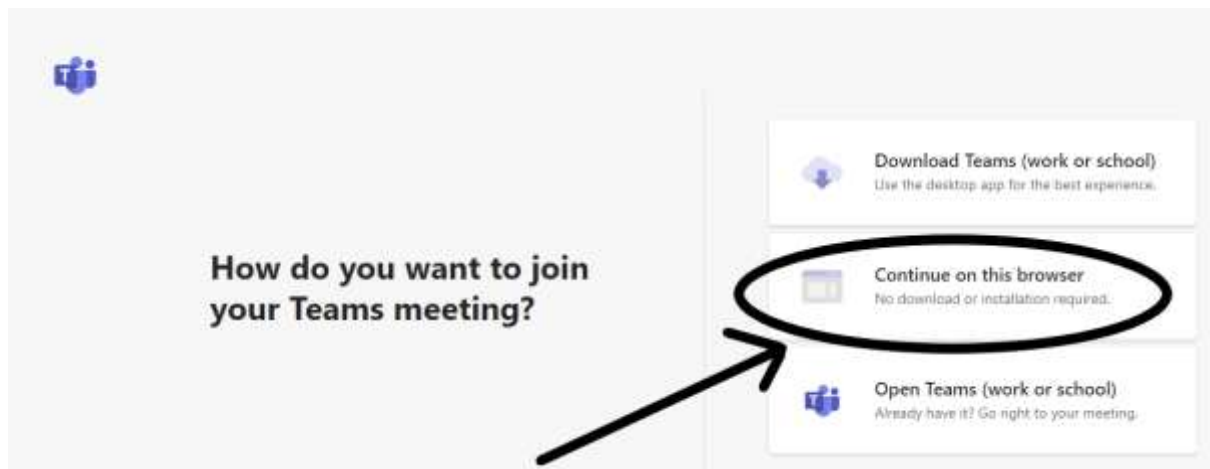 How do you want to join
your Teams meeting?
Download Teams (work or school)
Use the desktop app for the best experience.
Continue on this browser
No download or installation required.
Open Teams (work or school)
Already have it? Go right to your meeting.